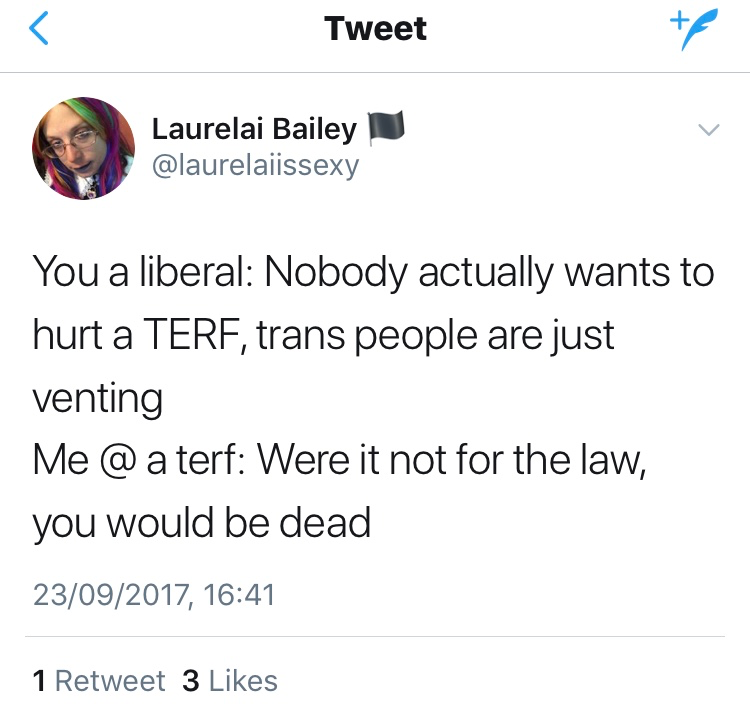 Tweet
Laurelai Bailey 🏴
@laurelaiissexy
You a liberal: Nobody actually wants to
hurt a TERF, trans people are just
venting
Me @ a terf: Were it not for the law,
you would be dead
23/09/2017, 16:41
1 Retweet 3 Likes